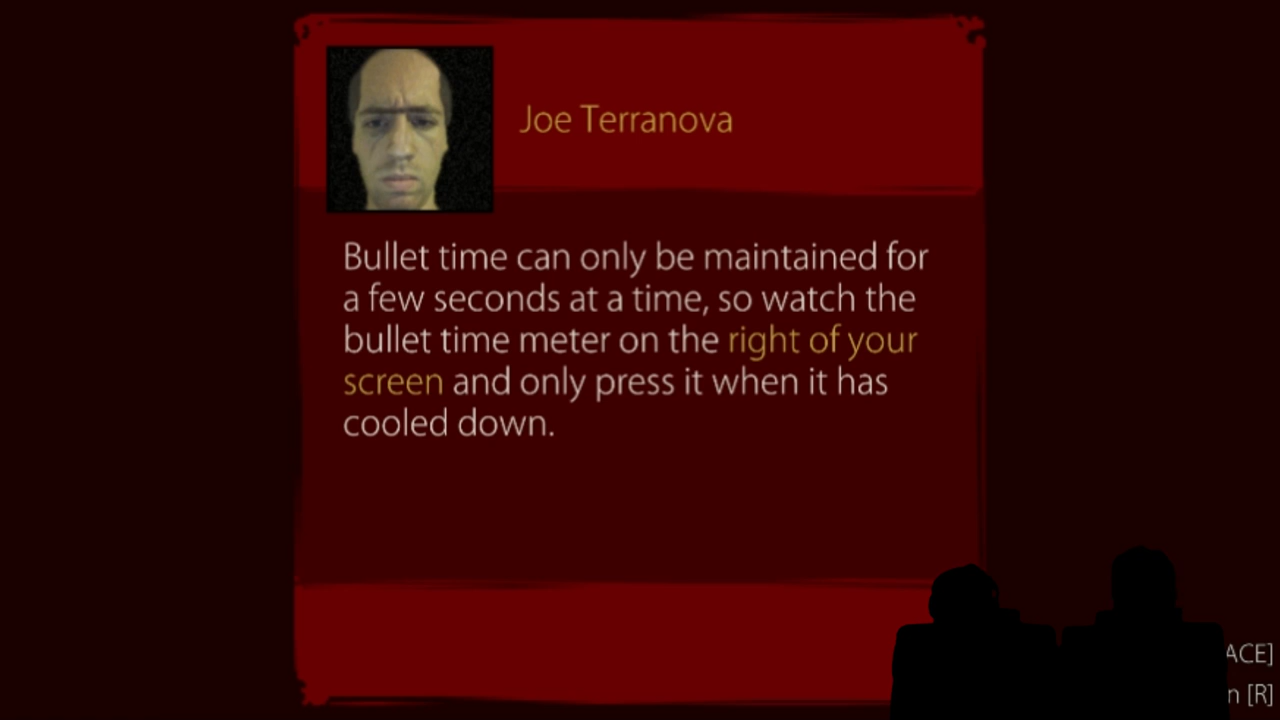 Joe Terranova
Bullet time can only be maintained for
a few seconds at a time, so watch the
bullet time meter on the right of your
screen and only press it when it has
cooled down.
[R]